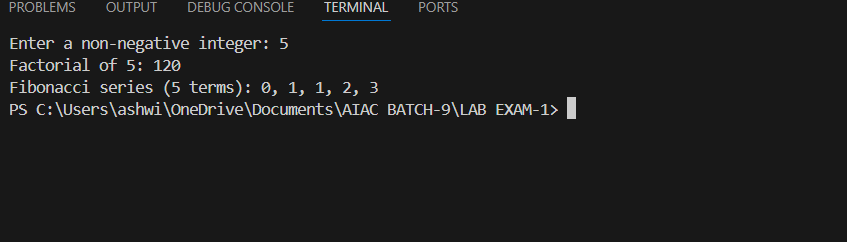 PROBLEMS OUTPUT DEBUG CONSOLE TERMINAL PORTS
Enter a non-negative integer: 5
Factorial of 5: 120
Fibonacci series (5 terms): 0, 1, 1, 2, 3
PS C:\Users\ashwi\OneDrive\Documents\AIAC BATCH-9\LAB EXAM-1>